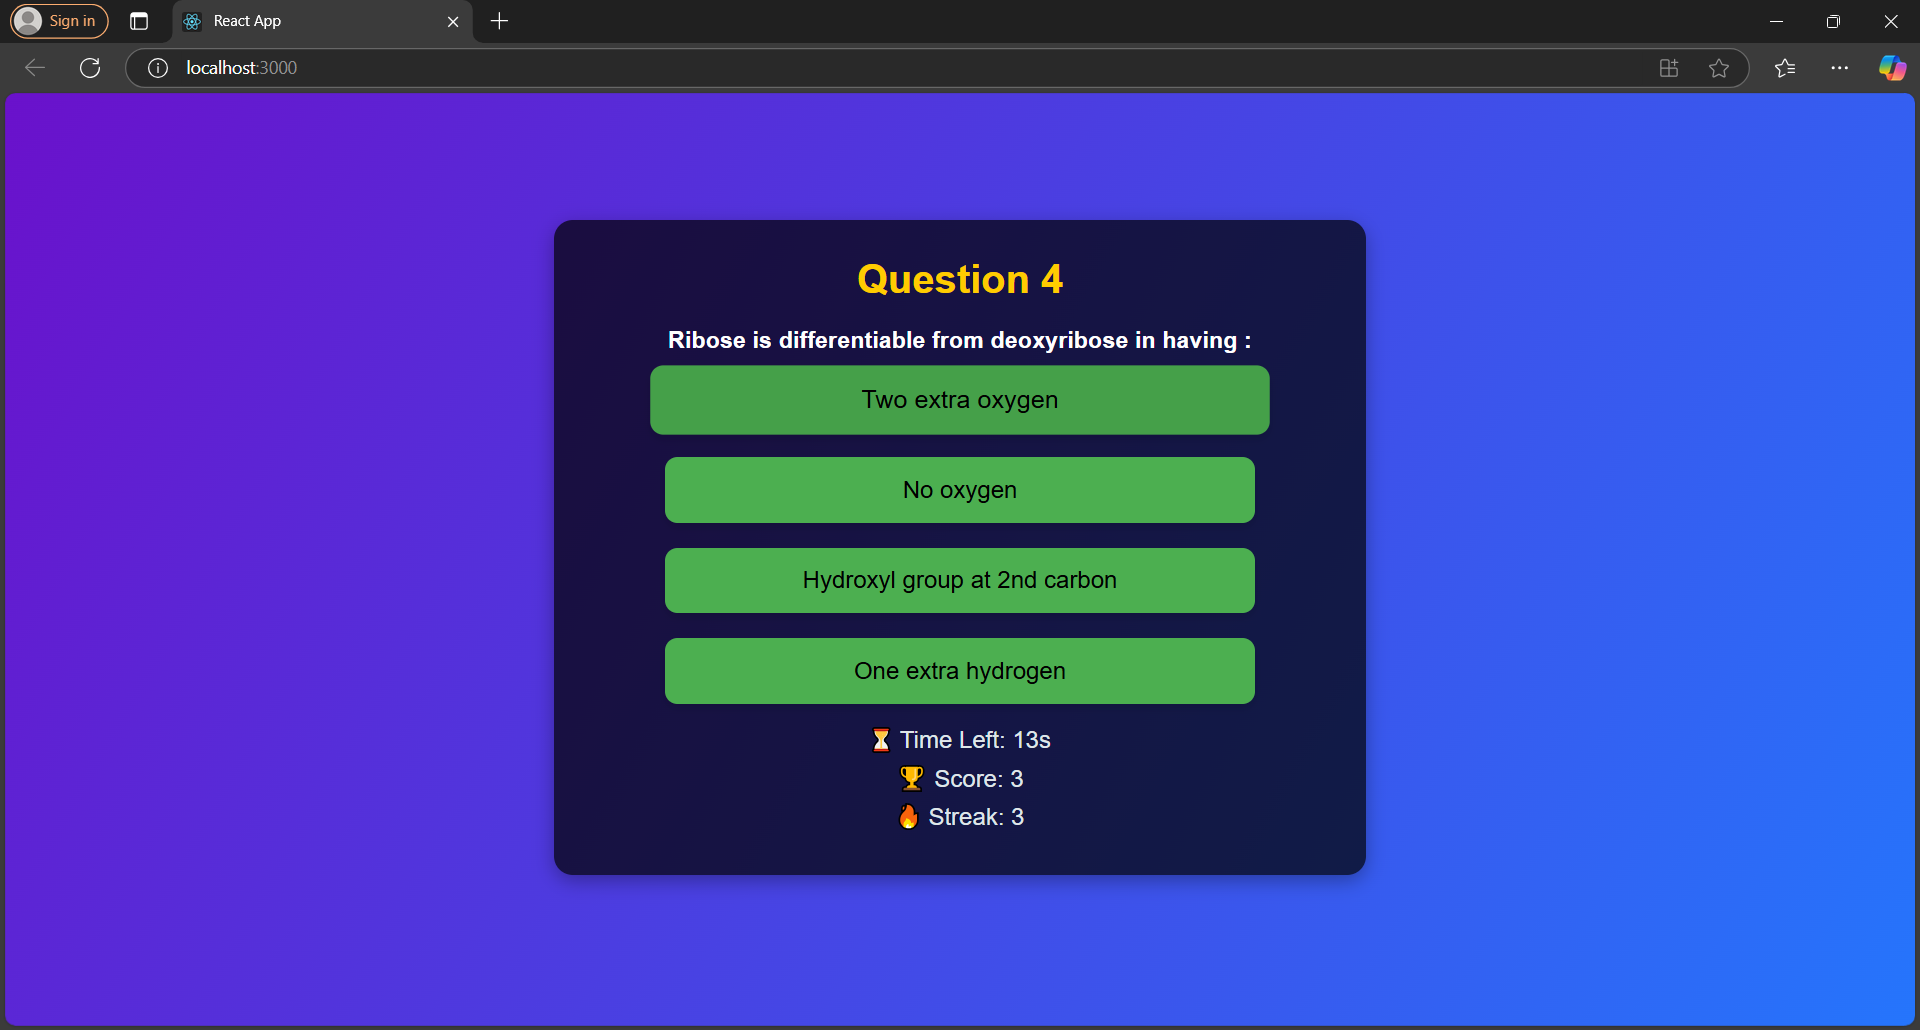 Sign in
React App
localhost:3000
Question 4
Ribose is differentiable from deoxyribose in having :
Two extra oxygen
No oxygen
Hydroxyl group at 2nd carbon
One extra hydrogen
⏳ Time Left: 13s
🏆 Score: 3
🔥 Streak: 3